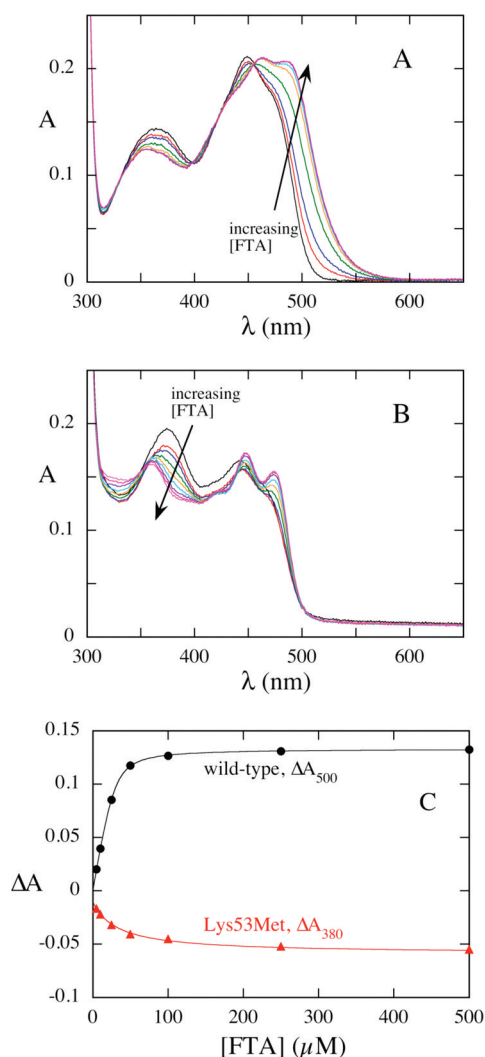 A
0.2
A
0.1
increasing
[FTA]
0
300 400 500 600
λ (nm)
B
increasing
[FTA]
0.2
A
0.1
0
300 400 500 600
λ (nm)
0.15
0.1
wild-type, ΔA500
C
0.05
ΔA
0
Lys53Met, ΔA380
-0.05
-0.1
0 100 200 300 400 500
[FTA] (µM)